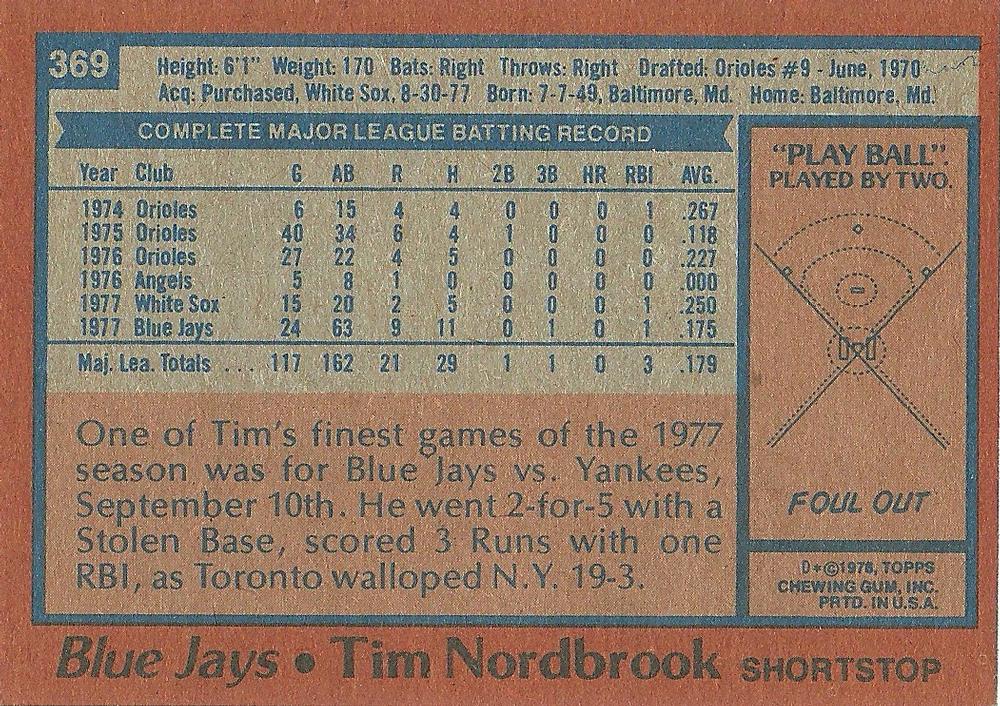 369
Height: 6'1" Weight: 170 Bats: Right Throws: Right Drafted: Orioles #9 - June, 1970
Acq: Purchased, White Sox, 8-30-77 Born: 7-7-49, Baltimore, Md. Home: Baltimore, Md.
COMPLETE MAJOR LEAGUE BATTING RECORD
Year Club G AB R H 2B 3B HR RBI AVG.
1974 Orioles 6 15 4 4 0 0 0 1 .267
1975 Orioles 40 34 6 4 1 0 0 0 .118
1976 Orioles 27 22 4 5 0 0 0 0 .227
1976 Angels 5 8 1 0 0 0 0 0 .000
1977 White Sox 15 20 2 5 0 0 0 1 .250
1977 Blue Jays 24 63 9 11 0 1 0 1 .175
Maj. Lea. Totals . . . 117 162 21 29 1 1 0 3 .179
One of Tim's finest games of the 1977
season was for Blue Jays vs. Yankees,
September 10th. He went 2-for-5 with a
Stolen Base, scored 3 Runs with one
RBI, as Toronto walloped N.Y. 19-3.
"PLAY BALL".
PLAYED BY TWO.
FOUL OUT
D*©1978, TOPPS
CHEWING GUM, INC.
PRTD. IN U.S.A.
Blue Jays • Tim Nordbrook SHORTSTOP